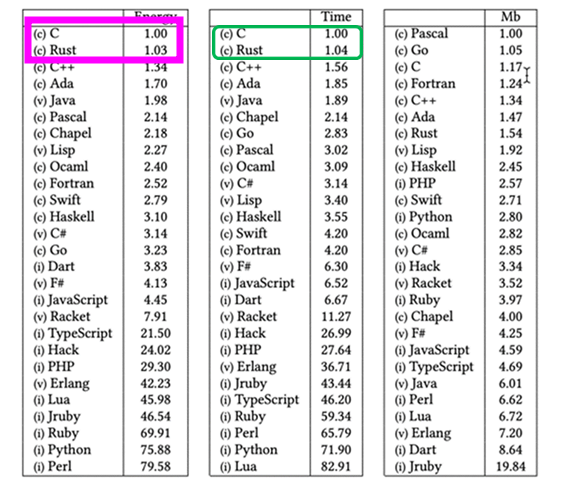 Energy
(c) C 1.00
(c) Rust 1.03
(c) C++ 1.34
(c) Ada 1.70
(v) Java 1.98
(c) Pascal 2.14
(c) Chapel 2.18
(v) Lisp 2.27
(c) Ocaml 2.40
(c) Fortran 2.52
(c) Swift 2.79
(c) Haskell 3.10
(v) C# 3.14
(c) Go 3.23
(i) Dart 3.83
(v) F# 4.13
(i) JavaScript 4.45
(v) Racket 7.91
(i) TypeScript 21.50
(i) Hack 24.02
(i) PHP 29.30
(v) Erlang 42.23
(i) Lua 45.98
(i) Jruby 46.54
(i) Ruby 69.91
(i) Python 75.88
(i) Perl 79.58
Time
(c) C 1.00
(c) Rust 1.04
(c) C++ 1.56
(c) Ada 1.85
(v) Java 1.89
(c) Chapel 2.14
(c) Go 2.83
(c) Pascal 3.02
(c) Ocaml 3.09
(v) C# 3.14
(v) Lisp 3.40
(c) Haskell 3.55
(c) Swift 4.20
(c) Fortran 4.20
(v) F# 6.30
(i) JavaScript 6.52
(i) Dart 6.67
(v) Racket 11.27
(i) Hack 26.99
(i) PHP 27.64
(v) Erlang 36.71
(i) Jruby 43.44
(i) TypeScript 46.20
(i) Ruby 59.34
(i) Perl 65.79
(i) Python 71.90
(i) Lua 82.91
Mb
(c) Pascal 1.00
(c) Go 1.05
(c) C 1.17
(c) Fortran 1.24
(c) C++ 1.34
(c) Ada 1.47
(c) Rust 1.54
(v) Lisp 1.92
(c) Haskell 2.45
(i) PHP 2.57
(c) Swift 2.71
(i) Python 2.80
(c) Ocaml 2.82
(v) C# 2.85
(i) Hack 3.34
(v) Racket 3.52
(i) Ruby 3.97
(c) Chapel 4.00
(v) F# 4.25
(i) JavaScript 4.59
(i) TypeScript 4.69
(v) Java 6.01
(i) Perl 6.62
(i) Lua 6.72
(v) Erlang 7.20
(i) Dart 8.64
(i) Jruby 19.84